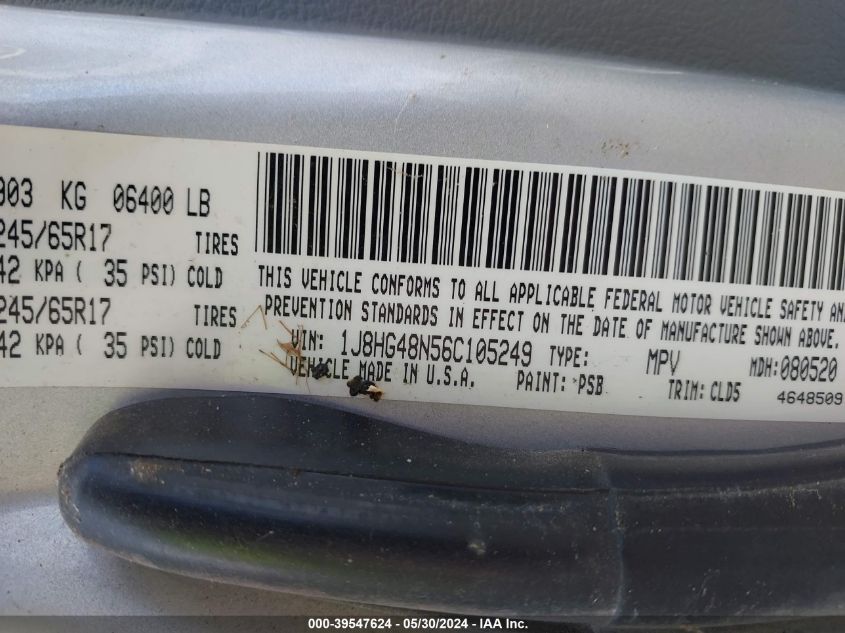 003 KG 06400 LB
245/65R17 TIRES
42 KPA ( 35 PSI) COLD
245/65R17 TIRES
42 KPA ( 35 PSI) COLD
THIS VEHICLE CONFORMS TO ALL APPLICABLE FEDERAL MOTOR VEHICLE SAFETY AN
PREVENTION STANDARDS IN EFFECT ON THE DATE OF MANUFACTURE SHOWN ABOVE.
VIN: 1J8HG48N56C105249 TYPE: MPV MDH:080520
VEHICLE MADE IN U.S.A. PAINT: PSB TRIM: CLD5
4648509
000-39547624 - 05/30/2024 - IAA Inc.